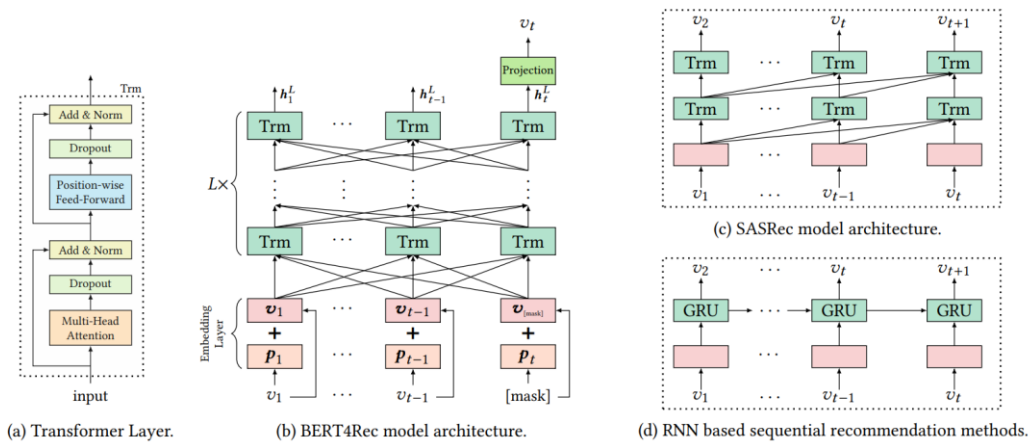 Trm
Add & Norm
Dropout
Position-wise
Feed-Forward
Add & Norm
Dropout
Multi-Head
Attention
input
(a) Transformer Layer.
v_t
Projection
h_1^L
h_{t-1}^L
h_t^L
Trm ... Trm Trm
L×
Trm ... Trm Trm
Embedding
Layer
v_1 ... v_{t-1} v_[mask]
+ + +
p_1 ... p_{t-1} p_t
v_1 ... v_{t-1} [mask]
(b) BERT4Rec model architecture.
v_2 ... v_t v_{t+1}
Trm ... Trm Trm
Trm ... Trm Trm
v_1 ... v_{t-1} v_t
(c) SASRec model architecture.
v_2 ... v_t v_{t+1}
GRU ... GRU GRU
v_1 ... v_{t-1} v_t
(d) RNN based sequential recommendation methods.